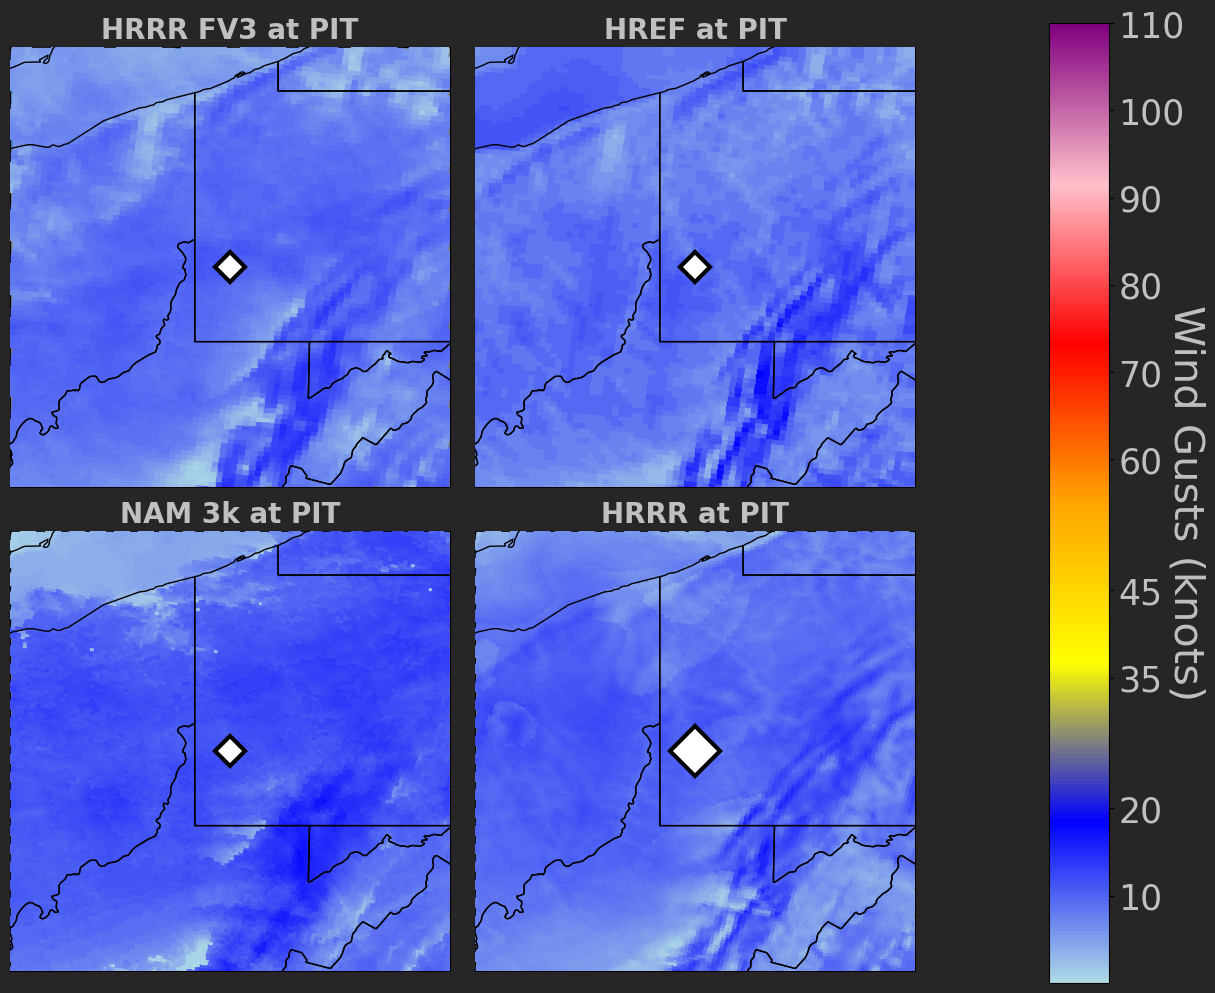 HRRR FV3 at PIT
HREF at PIT
NAM 3k at PIT
HRRR at PIT
110
100
90
80
70
60
45
35
20
10
Wind Gusts (knots)